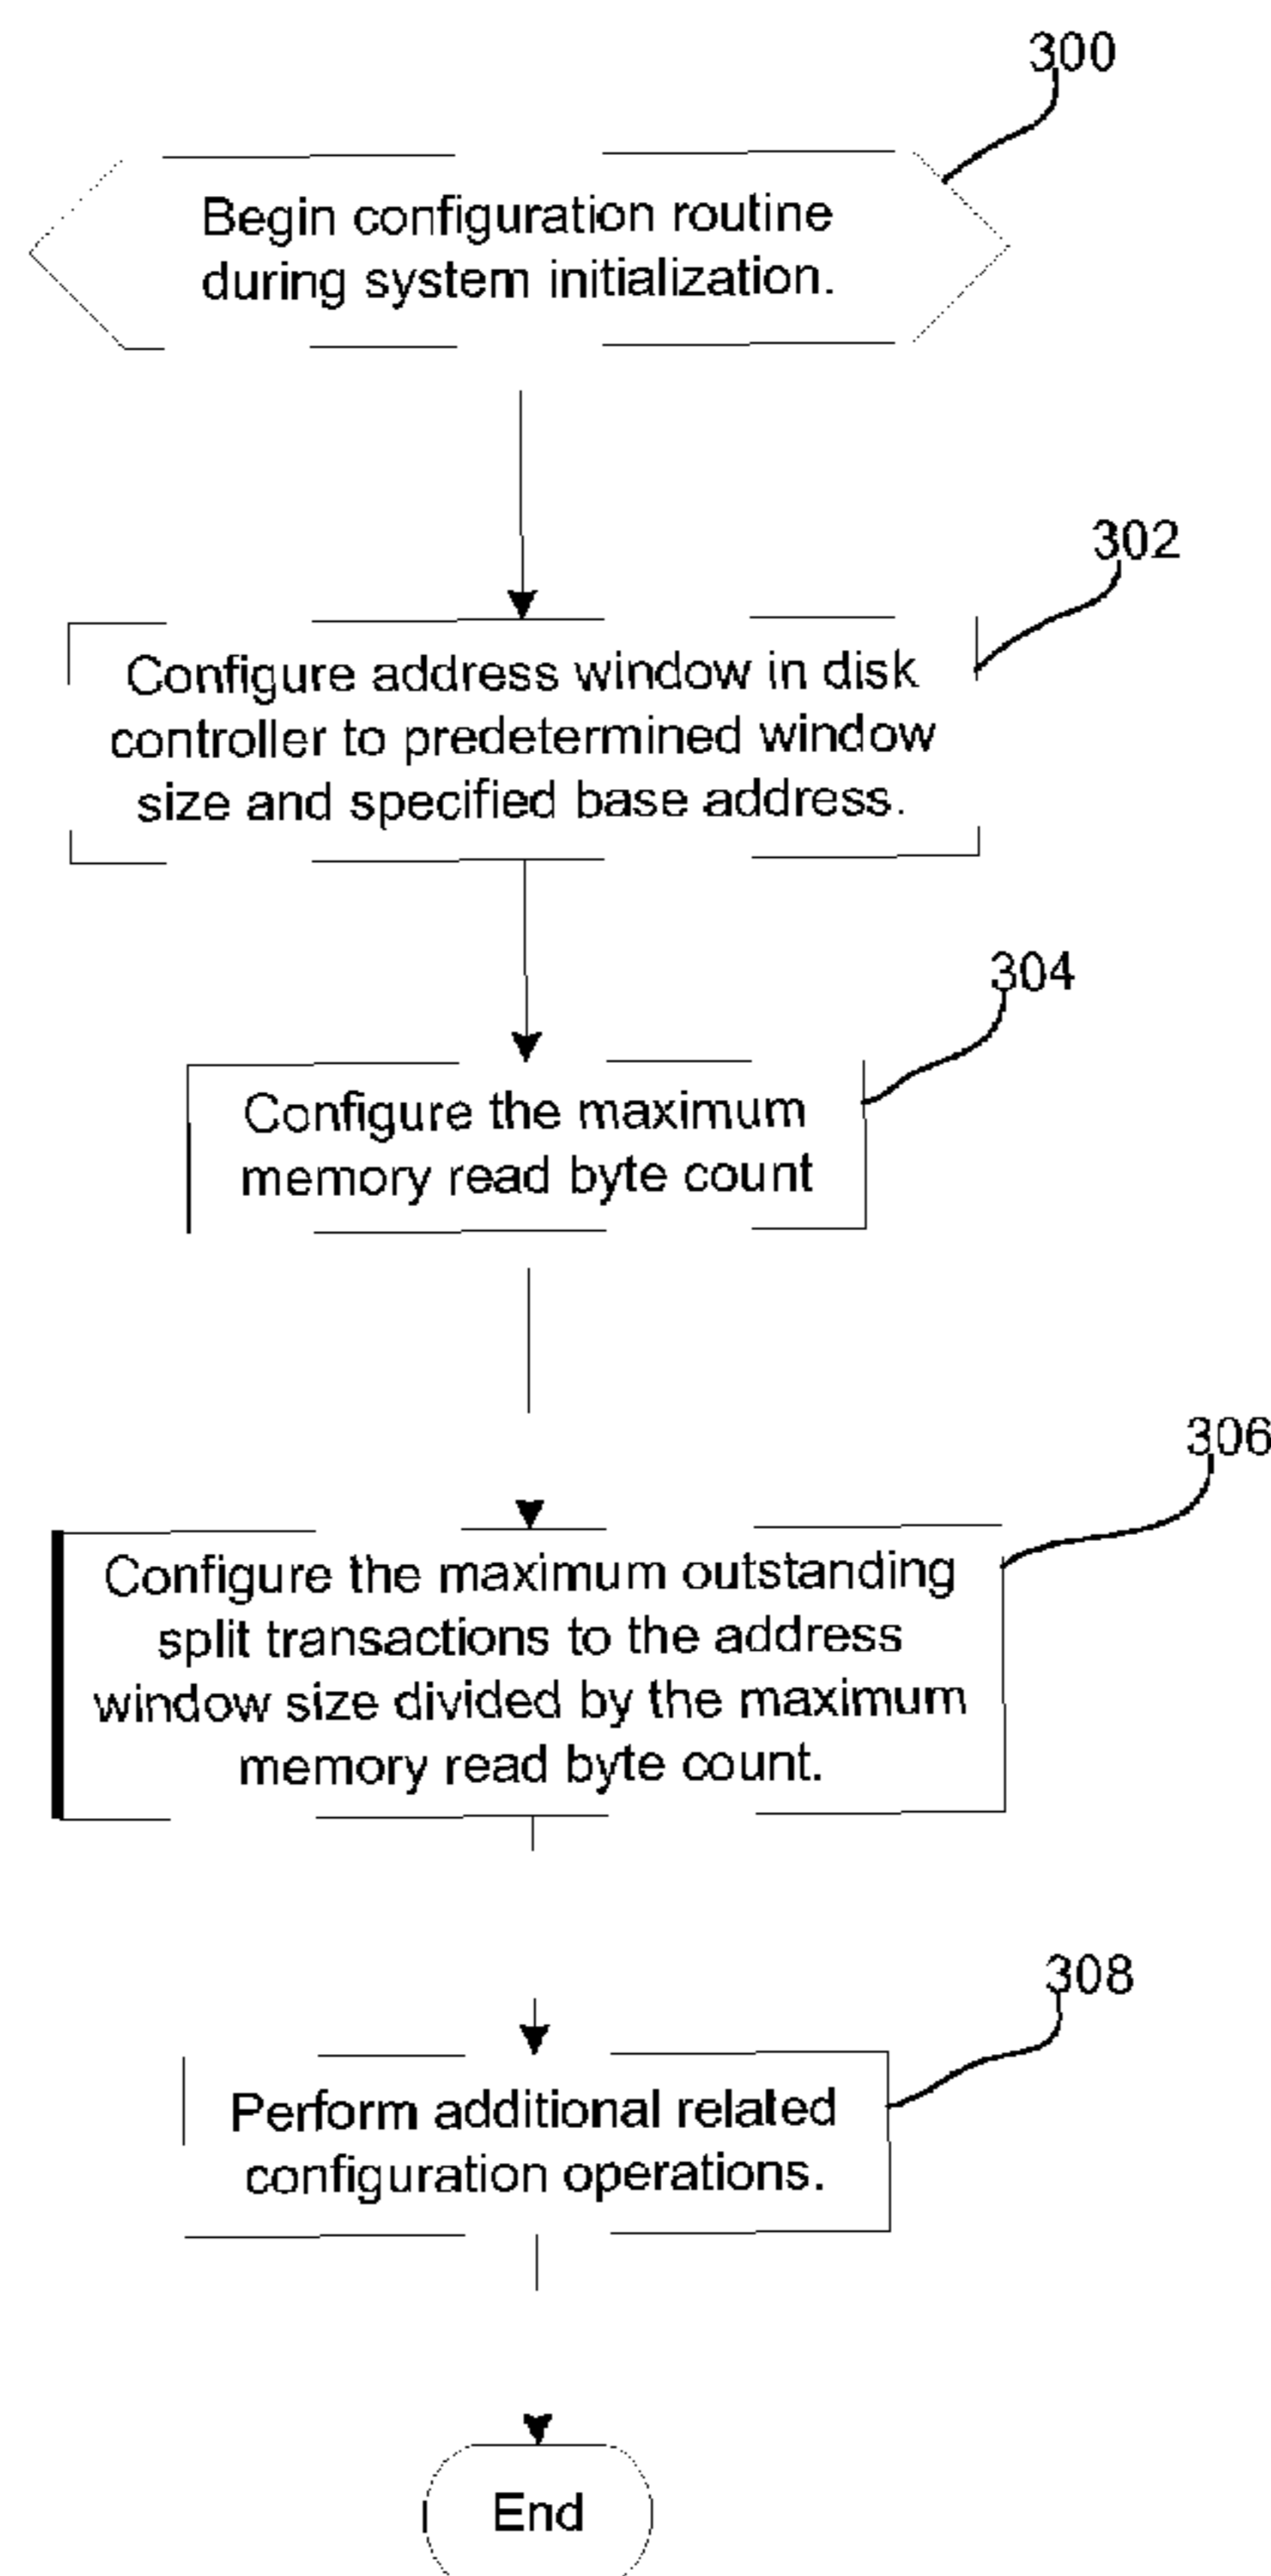 300
Begin configuration routine
during system initialization.
302
Configure address window in disk
controller to predetermined window
size and specified base address.
304
Configure the maximum
memory read byte count
306
Configure the maximum outstanding
split transactions to the address
window size divided by the maximum
memory read byte count.
308
Perform additional related
configuration operations.
End